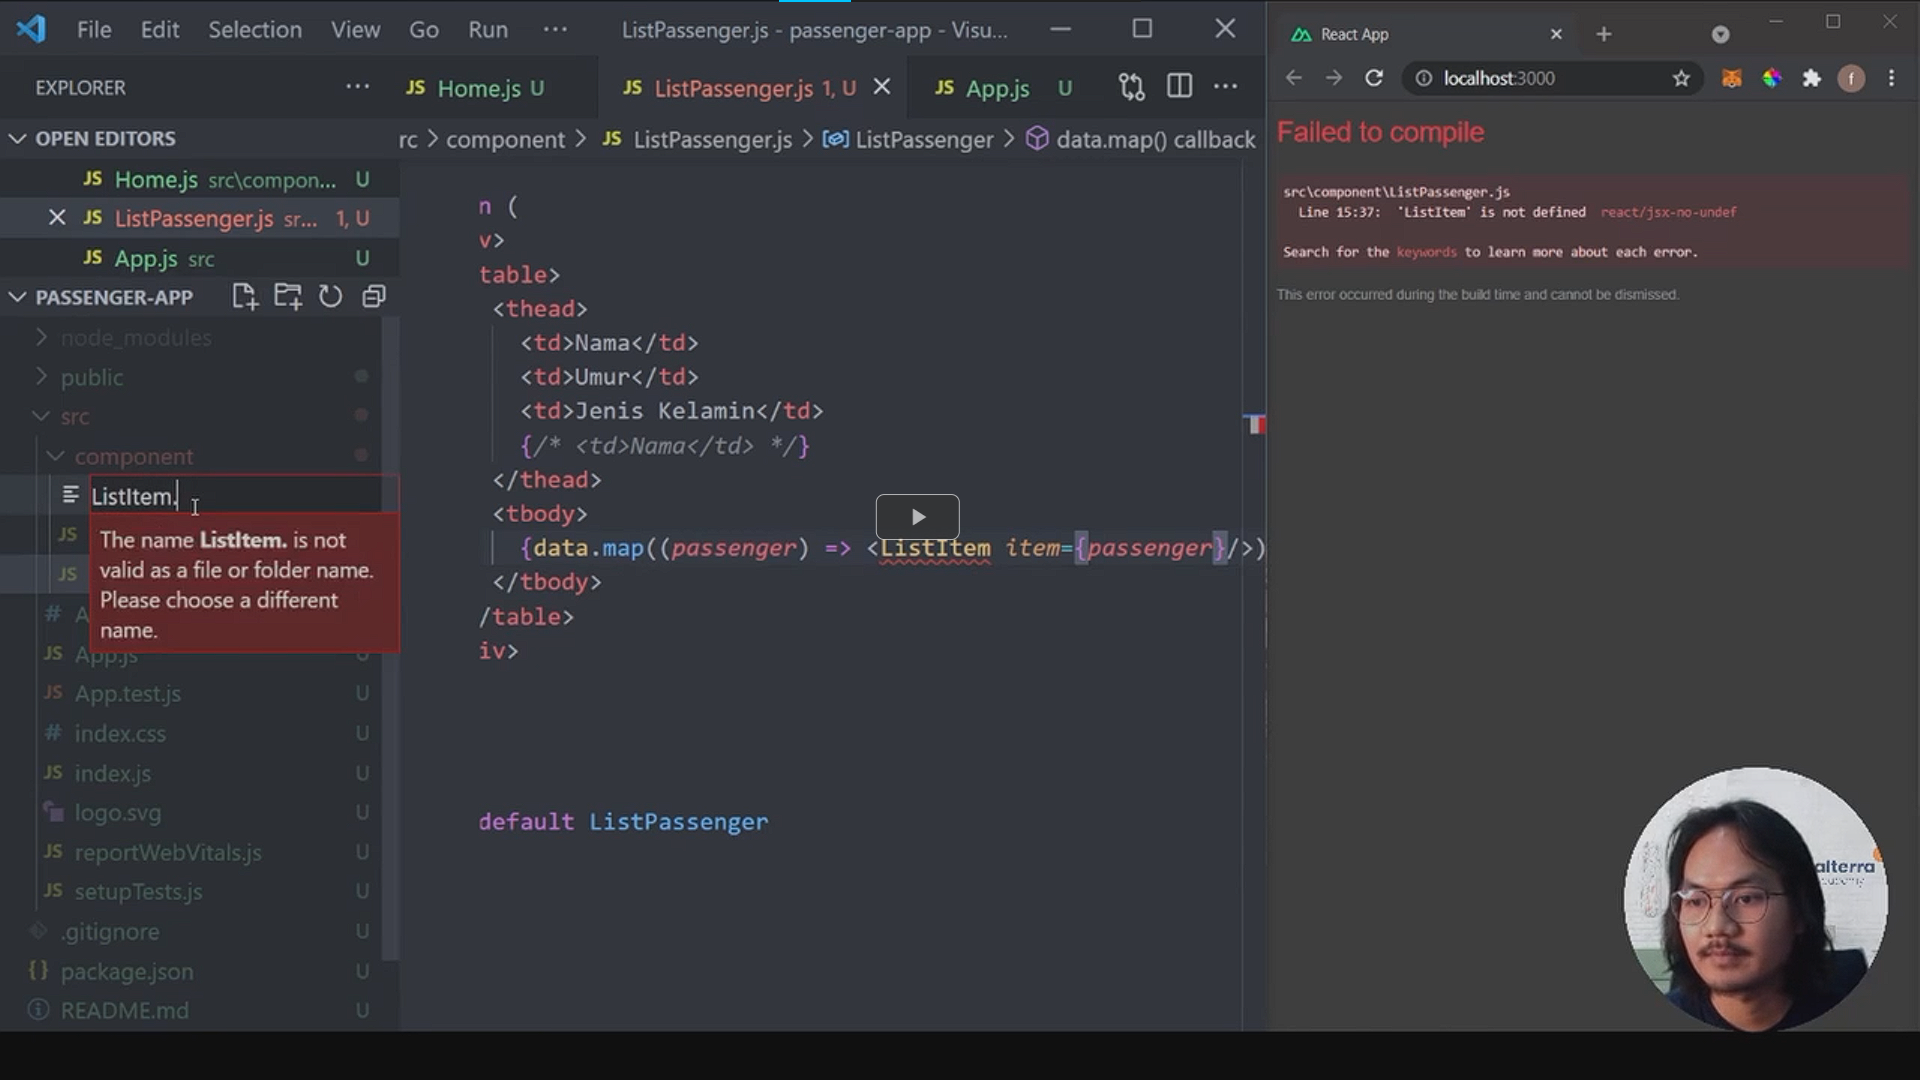 File Edit Selection View Go Run ··· ListPassenger.js - passenger-app - Visu...
EXPLORER ···
JS Home.js U JS ListPassenger.js 1, U JS App.js U ···
OPEN EDITORS
JS Home.js src\compon... U
JS ListPassenger.js sr... 1, U
JS App.js src U
PASSENGER-APP
node_modules
public
src
component
ListItem.
The name ListItem. is not
valid as a file or folder name.
Please choose a different
name.
JS
JS
# A
JS App.js U
JS App.test.js U
# index.css U
JS index.js U
logo.svg U
JS reportWebVitals.js U
JS setupTests.js U
.gitignore U
{} package.json U
README.md U
rc > component > JS ListPassenger.js > ListPassenger > data.map() callback
n (
v>
table>
<thead>
<td>Nama</td>
<td>Umur</td>
<td>Jenis Kelamin</td>
{/* <td>Nama</td> */}
</thead>
<tbody>
{data.map((passenger) => <ListItem item={passenger}/>)
</tbody>
/table>
iv>
default ListPassenger
React App
localhost:3000
f
Failed to compile
src\component\ListPassenger.js
Line 15:37: 'ListItem' is not defined react/jsx-no-undef
Search for the keywords to learn more about each error.
This error occurred during the build time and cannot be dismissed.
alterra